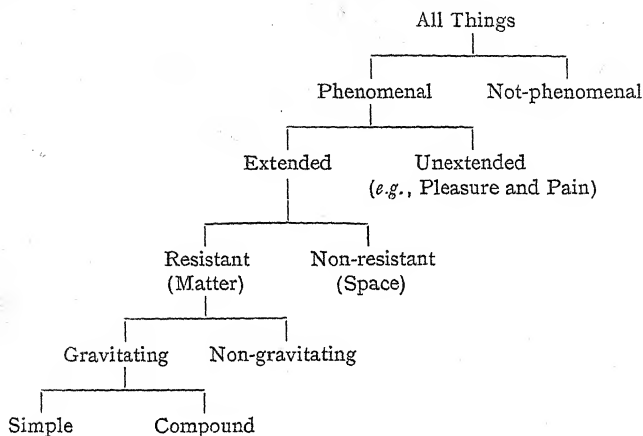 All Things
Phenomenal Not-phenomenal
Extended Unextended
(e.g., Pleasure and Pain)
Resistant Non-resistant
(Matter) (Space)
Gravitating Non-gravitating
Simple Compound